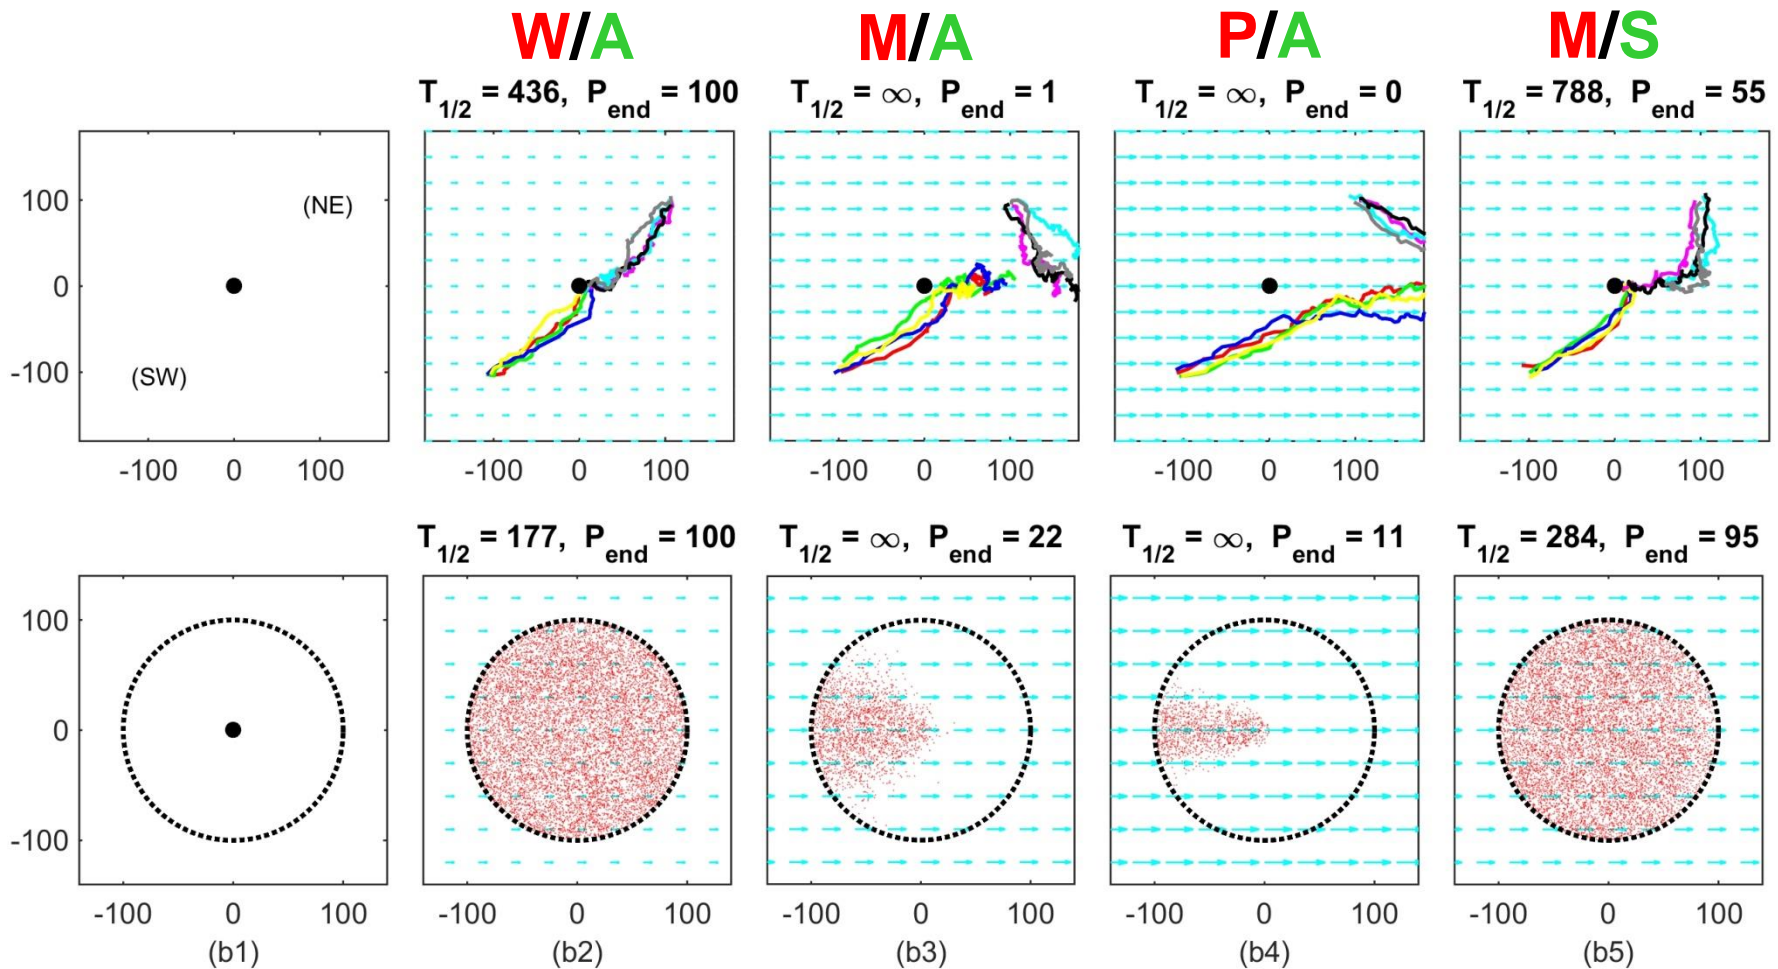 W/A M/A P/A M/S
T1/2 = 436, Pend = 100 T1/2 = ∞, Pend = 1 T1/2 = ∞, Pend = 0 T1/2 = 788, Pend = 55
100 (NE)
0
-100 (SW)
-100 0 100 -100 0 100 -100 0 100 -100 0 100 -100 0 100
T1/2 = 177, Pend = 100 T1/2 = ∞, Pend = 22 T1/2 = ∞, Pend = 11 T1/2 = 284, Pend = 95
100
0
-100
-100 0 100 -100 0 100 -100 0 100 -100 0 100 -100 0 100
(b1) (b2) (b3) (b4) (b5)